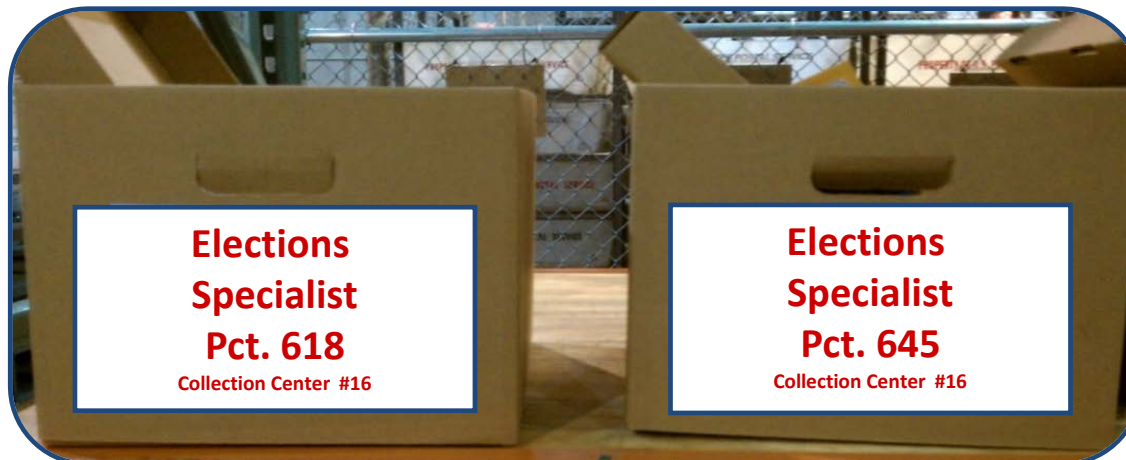 Elections
Specialist
Pct. 618
Collection Center #16
Elections
Specialist
Pct. 645
Collection Center #16